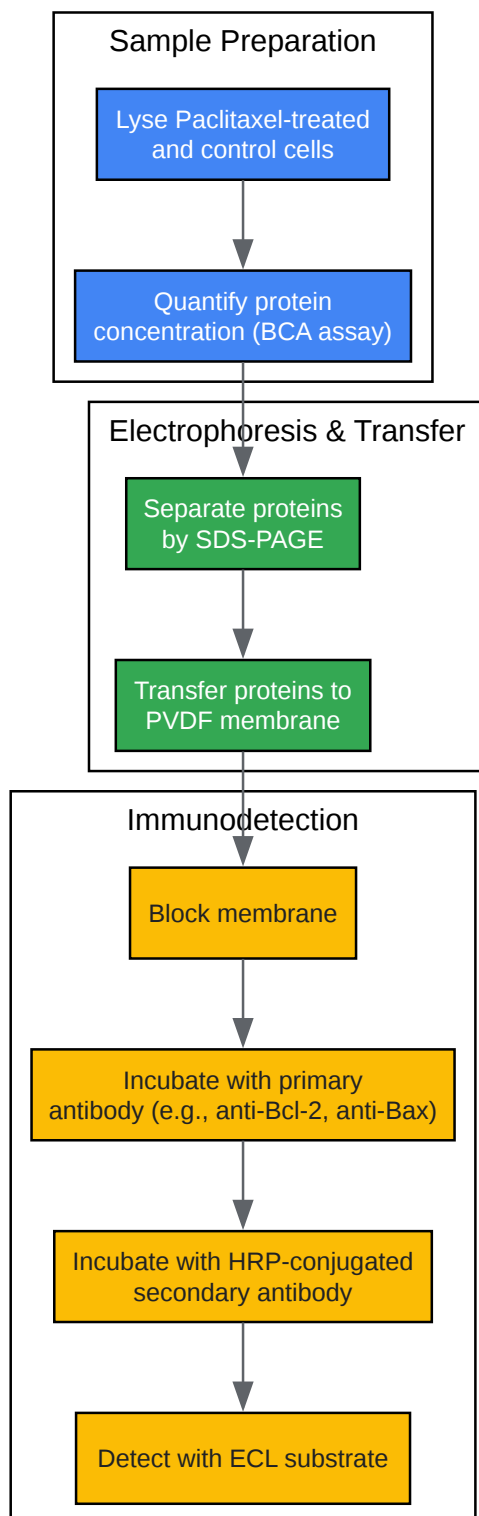 Sample Preparation
Lyse Paclitaxel-treated
and control cells
Quantify protein
concentration (BCA assay)
Electrophoresis & Transfer
Separate proteins
by SDS-PAGE
Transfer proteins to
PVDF membrane
Immunodetection
Block membrane
Incubate with primary
antibody (e.g., anti-Bcl-2, anti-Bax)
Incubate with HRP-conjugated
secondary antibody
Detect with ECL substrate